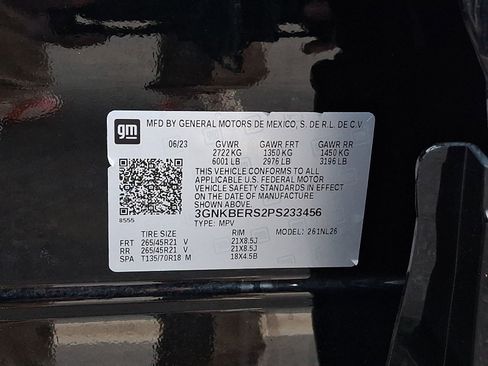 gm
MFD BY GENERAL MOTORS DE MEXICO, S. DE R.L. DE C.V.
06/23 GVWR GAWR FRT GAWR RR
2722 KG 1350 KG 1450 KG
6001 LB 2976 LB 3196 LB
THIS VEHICLE CONFORMS TO ALL
APPLICABLE U.S. FEDERAL MOTOR
VEHICLE SAFETY STANDARDS IN EFFECT
ON THE DATE OF MANUFACTURE SHOWN ABOVE.
3GNKBERS2PS233456
8555
TYPE: MPV MODEL: 261NL26
TIRE SIZE RIM
FRT 265/45R21 V 21X8.5J
RR 265/45R21 V 21X8.5J
SPA T135/70R18 M 18X4.5B